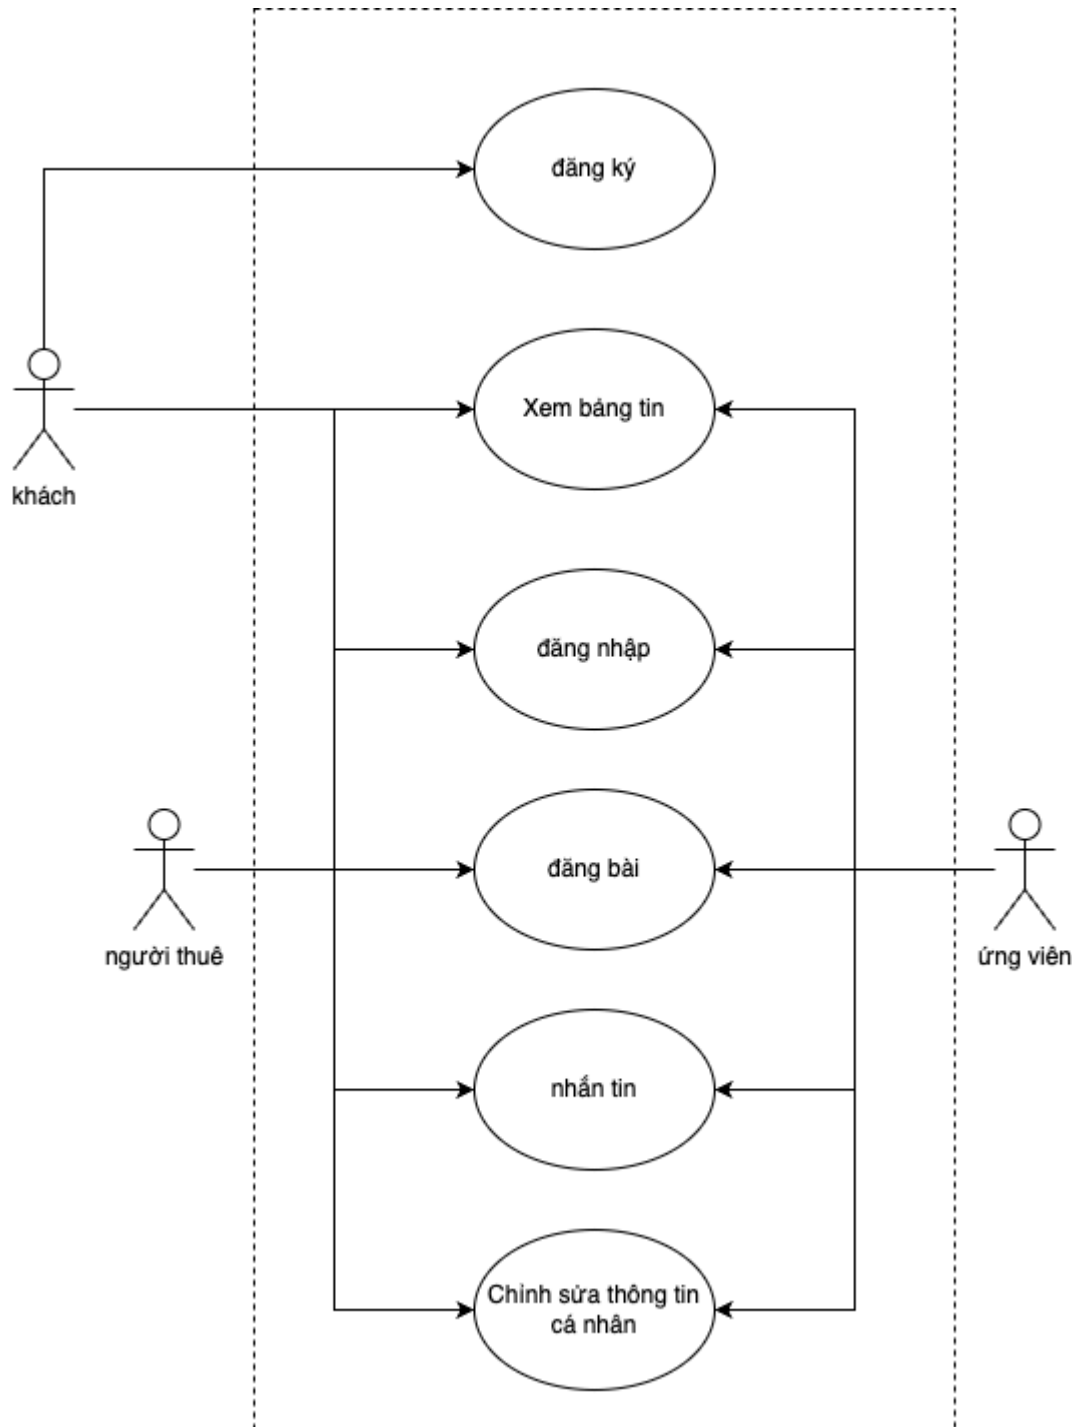 đăng ký
Xem bảng tin
khách
đăng nhập
đăng bài
người thuê
ứng viên
nhắn tin
Chỉnh sửa thông tin
cá nhân